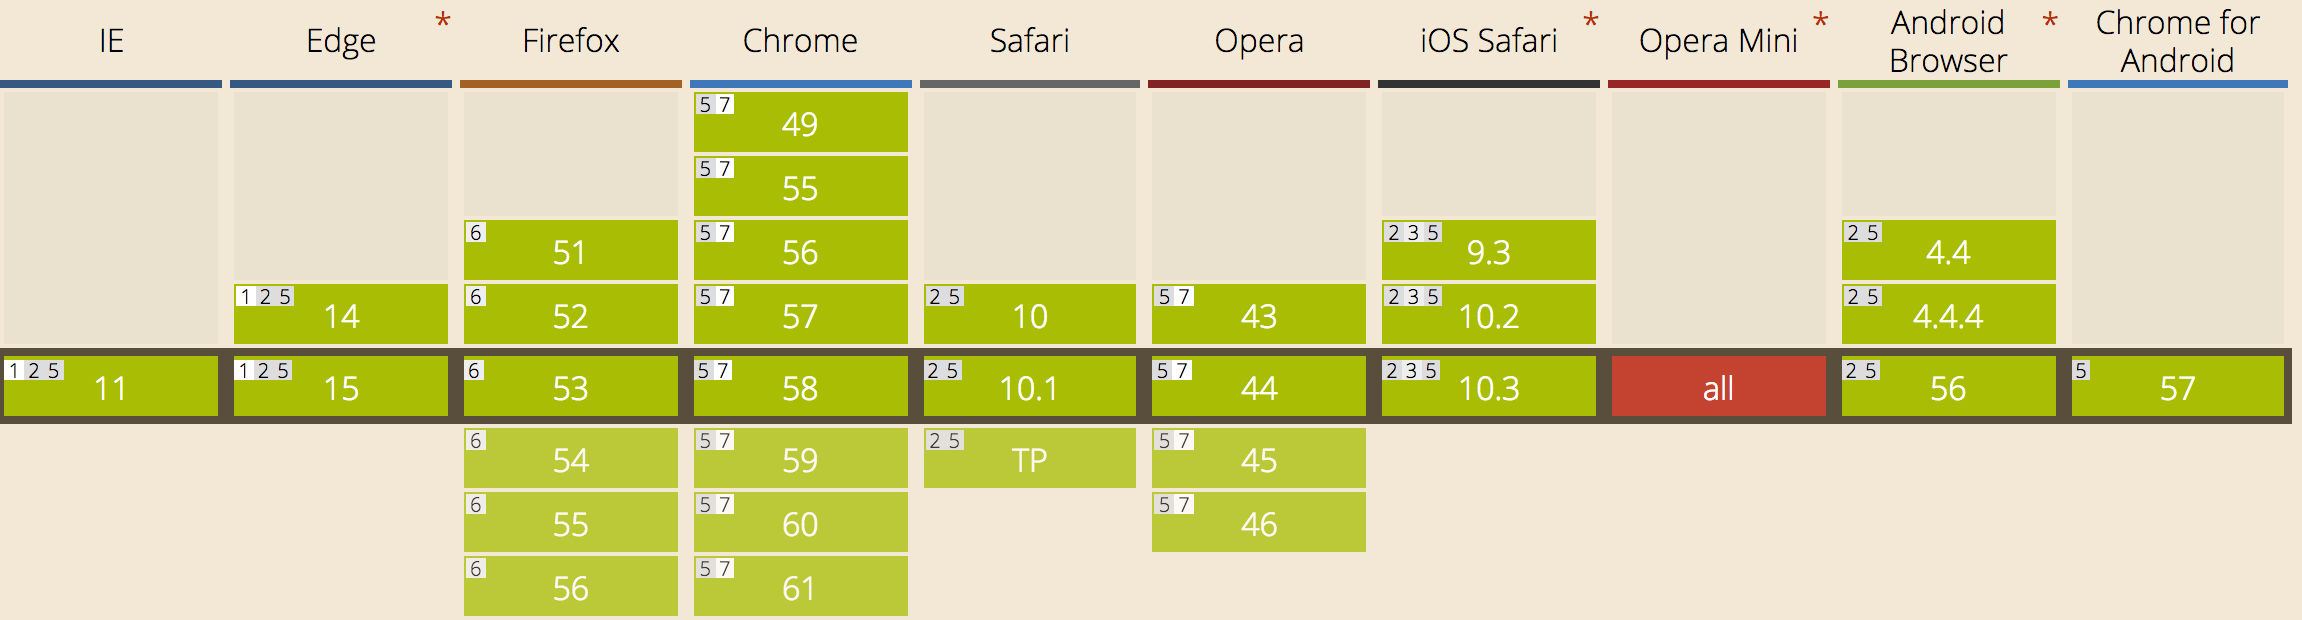 IE Edge * Firefox Chrome Safari Opera iOS Safari * Opera Mini * Android Browser * Chrome for Android
5 7 49
5 7 55
6 51 5 7 56 2 3 5 9.3 2 5 4.4
1 2 5 14 6 52 5 7 57 2 5 10 5 7 43 2 3 5 10.2 2 5 4.4.4
1 2 5 11 1 2 5 15 6 53 5 7 58 2 5 10.1 5 7 44 2 3 5 10.3 all 2 5 56 5 57
6 54 5 7 59 2 5 TP 5 7 45
6 55 5 7 60 5 7 46
6 56 5 7 61